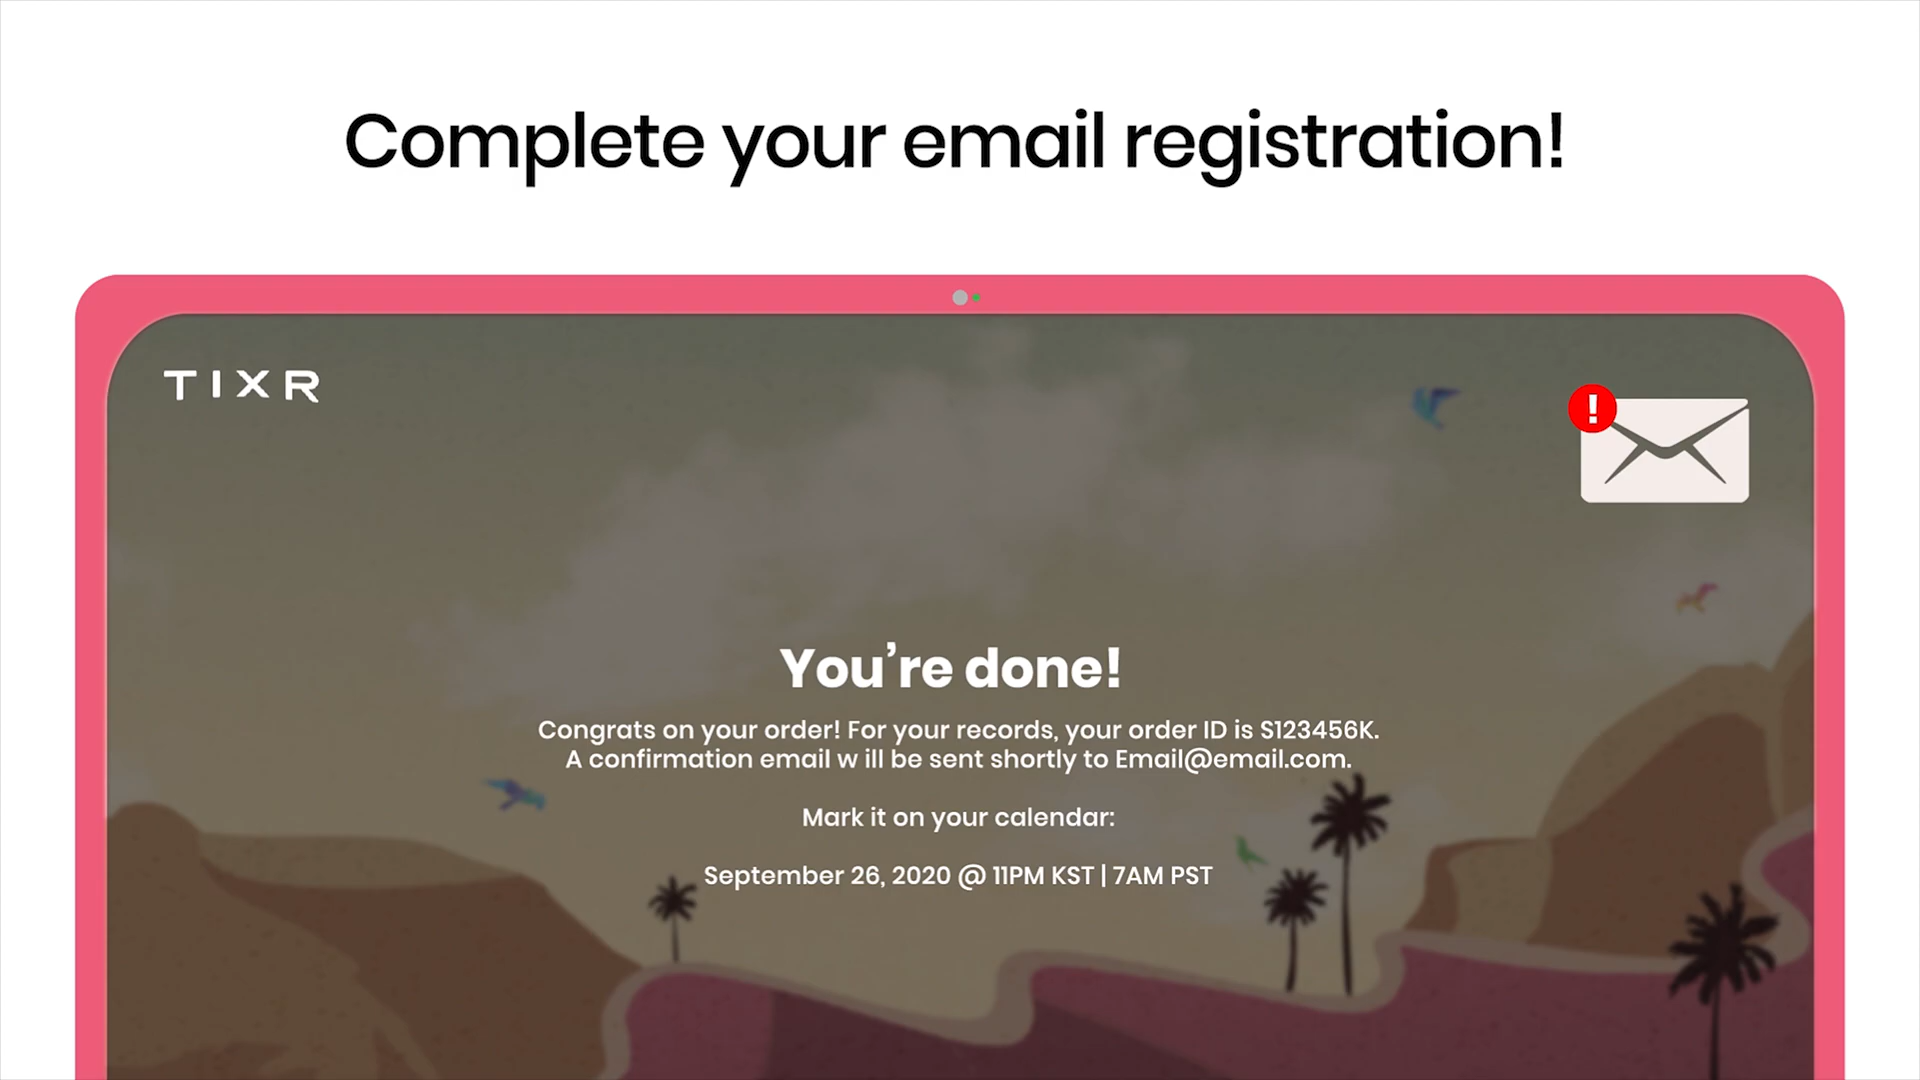 Complete your email registration!
TIXR
!
You're done!
Congrats on your order! For your records, your order ID is S123456K.
A confirmation email w ill be sent shortly to Email@email.com.
Mark it on your calendar:
September 26, 2020 @ 11PM KST | 7AM PST